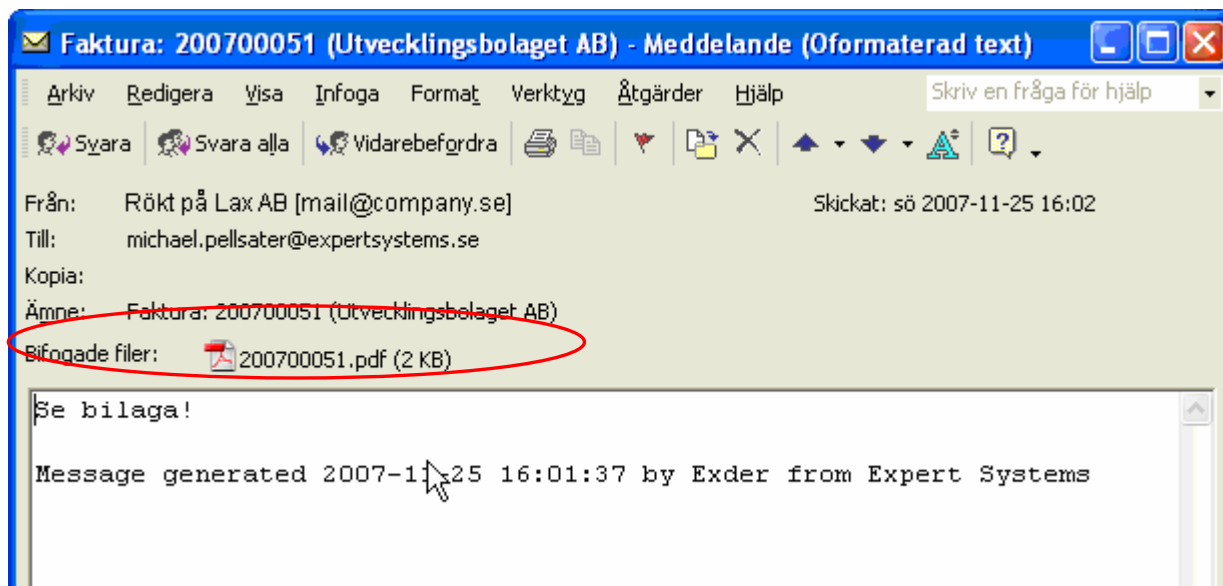 Faktura: 200700051 (Utvecklingsbolaget AB) - Meddelande (Oformaterad text)
Arkiv Redigera Visa Infoga Format Verktyg Åtgärder Hjälp Skriv en fråga för hjälp
Svara Svara alla Vidarebefordra
Från: Rökt på Lax AB [mail@company.se] Skickat: sö 2007-11-25 16:02
Till: michael.pellsater@expertsystems.se
Kopia:
Ämne: Faktura: 200700051 (Utvecklingsbolaget AB)
Bifogade filer: 200700051.pdf (2 KB)
Se bilaga!
Message generated 2007-11-25 16:01:37 by Exder from Expert Systems